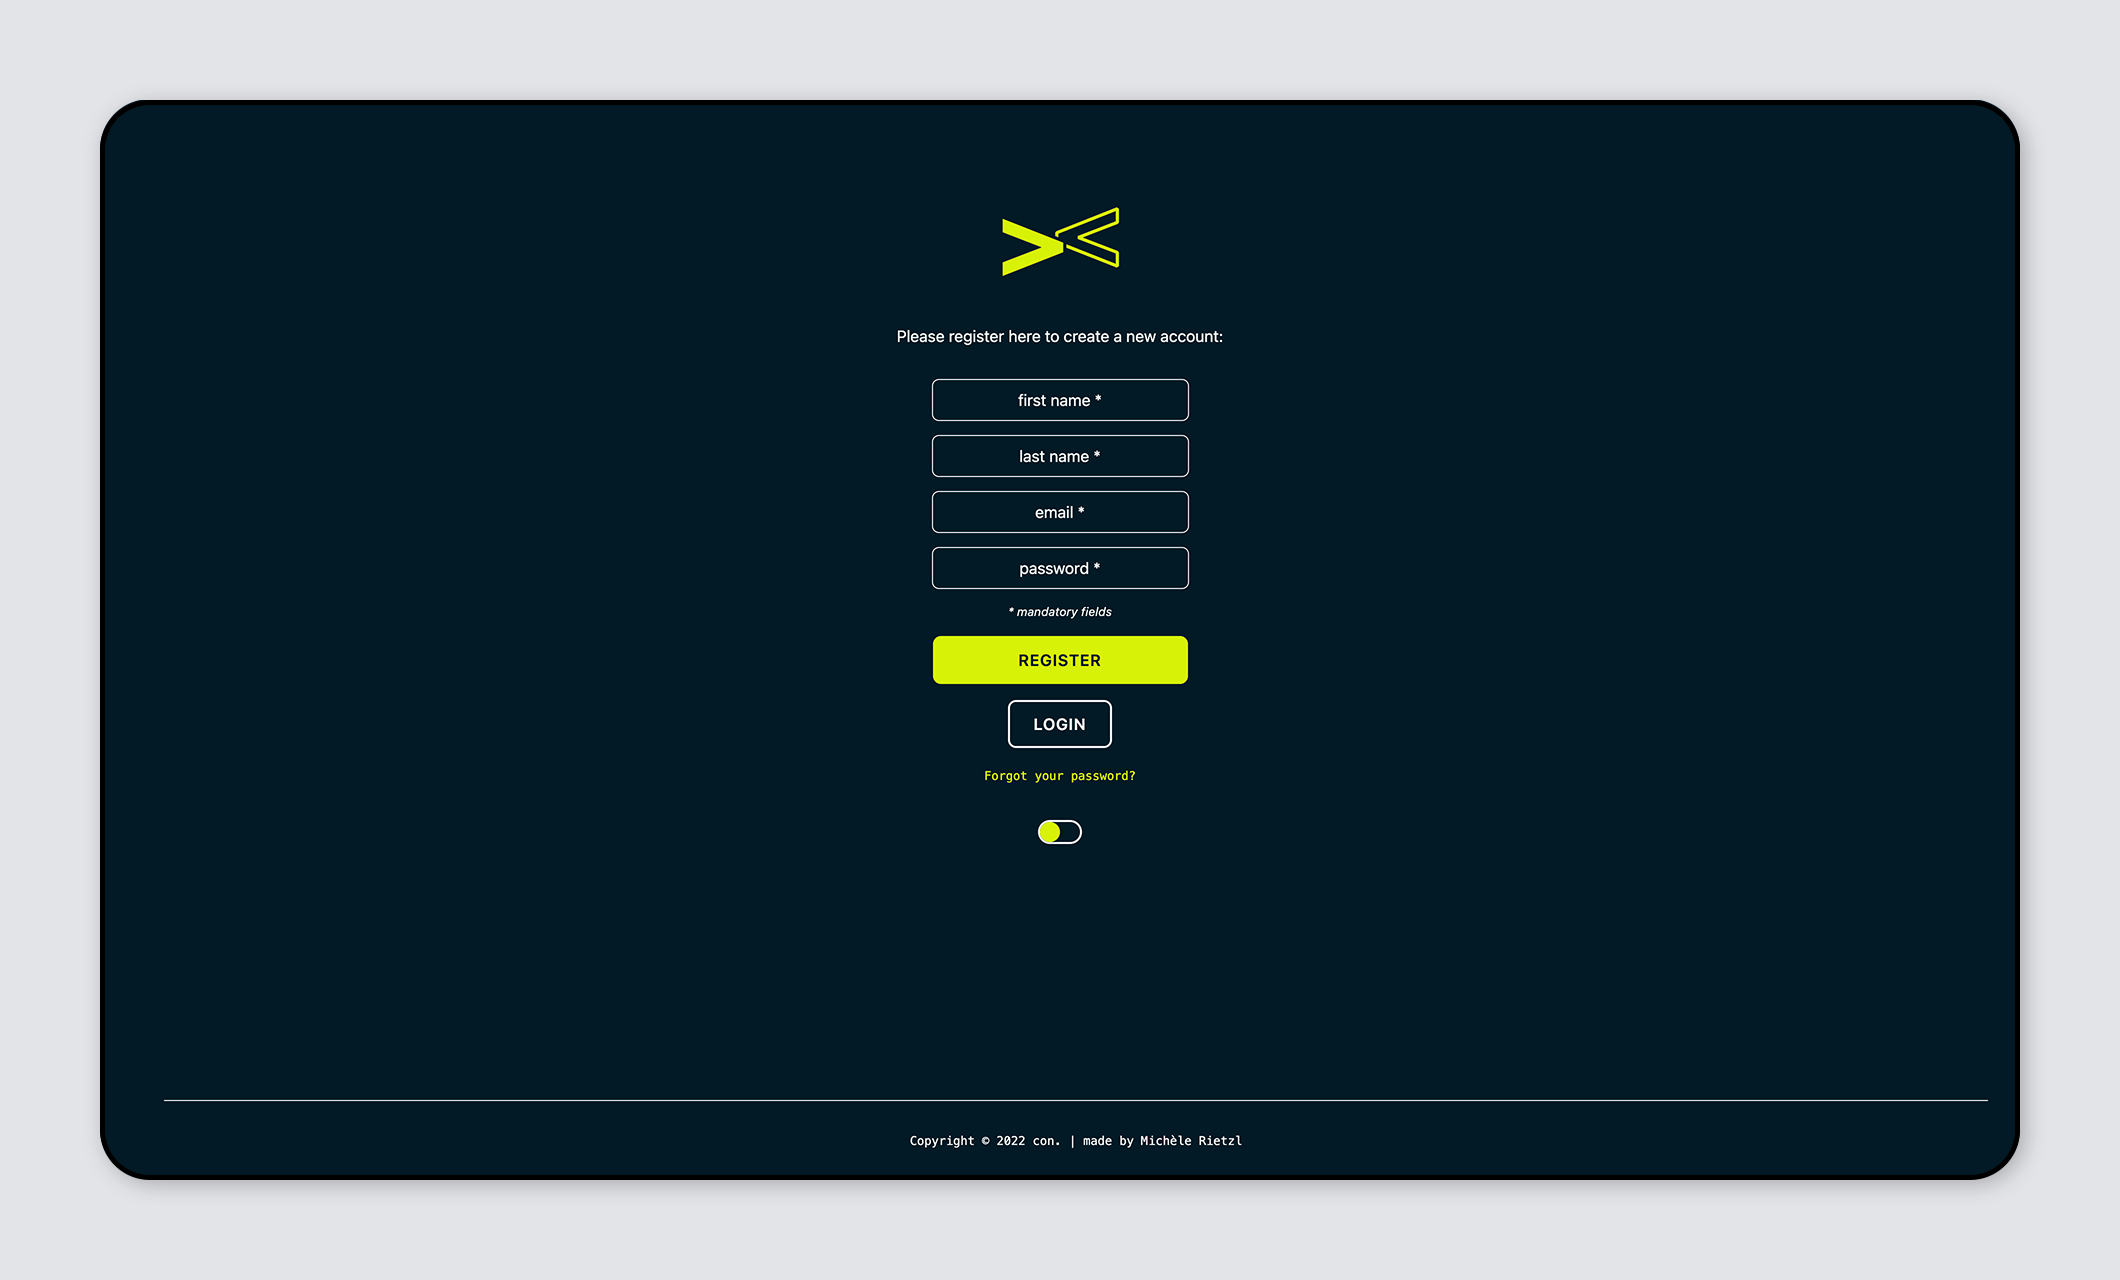 Please register here to create a new account:
first name *
last name *
email *
password *
* mandatory fields
REGISTER
LOGIN
Forgot your password?
Copyright © 2022 con. | made by Michèle Rietzl